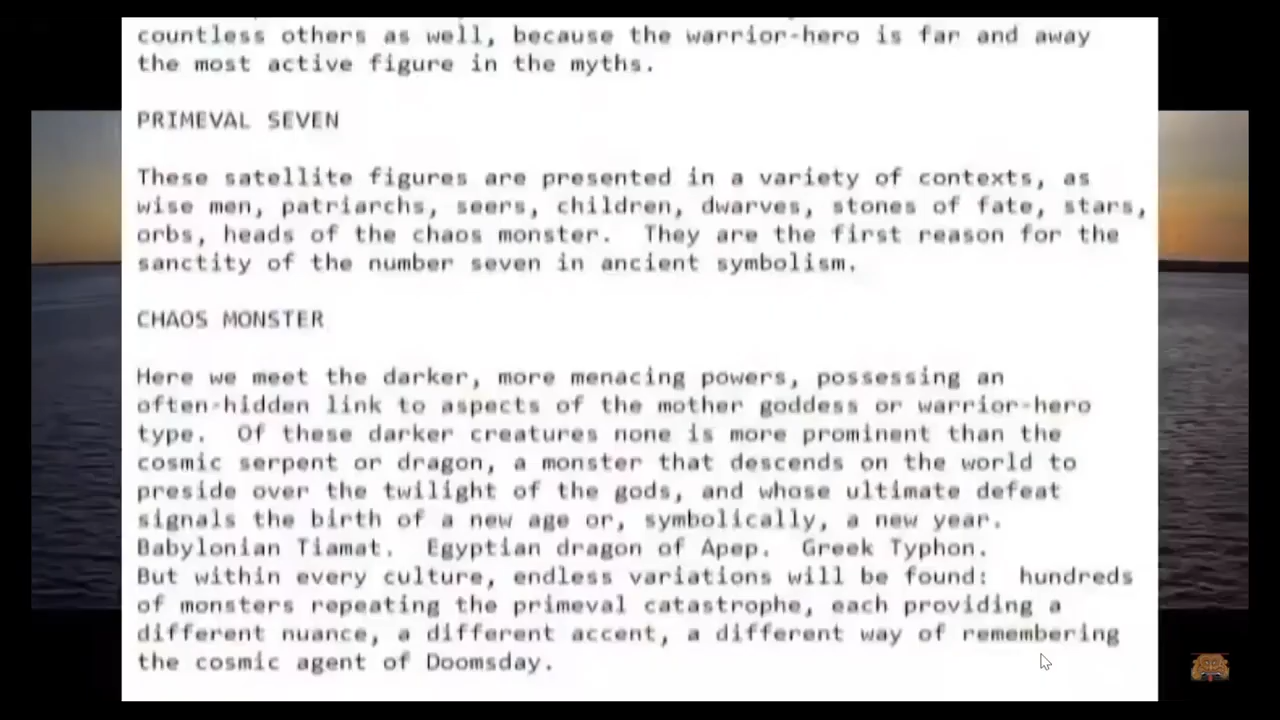 countless others as well, because the warrior-hero is far and away
the most active figure in the myths.
PRIMEVAL SEVEN
These satellite figures are presented in a variety of contexts, as
wise men, patriarchs, seers, children, dwarves, stones of fate, stars,
orbs, heads of the chaos monster.  They are the first reason for the
sanctity of the number seven in ancient symbolism.
CHAOS MONSTER
Here we meet the darker, more menacing powers, possessing an
often-hidden link to aspects of the mother goddess or warrior-hero
type.  Of these darker creatures none is more prominent than the
cosmic serpent or dragon, a monster that descends on the world to
preside over the twilight of the gods, and whose ultimate defeat
signals the birth of a new age or, symbolically, a new year.
Babylonian Tiamat.  Egyptian dragon of Apep.  Greek Typhon.
But within every culture, endless variations will be found:  hundreds
of monsters repeating the primeval catastrophe, each providing a
different nuance, a different accent, a different way of remembering
the cosmic agent of Doomsday.